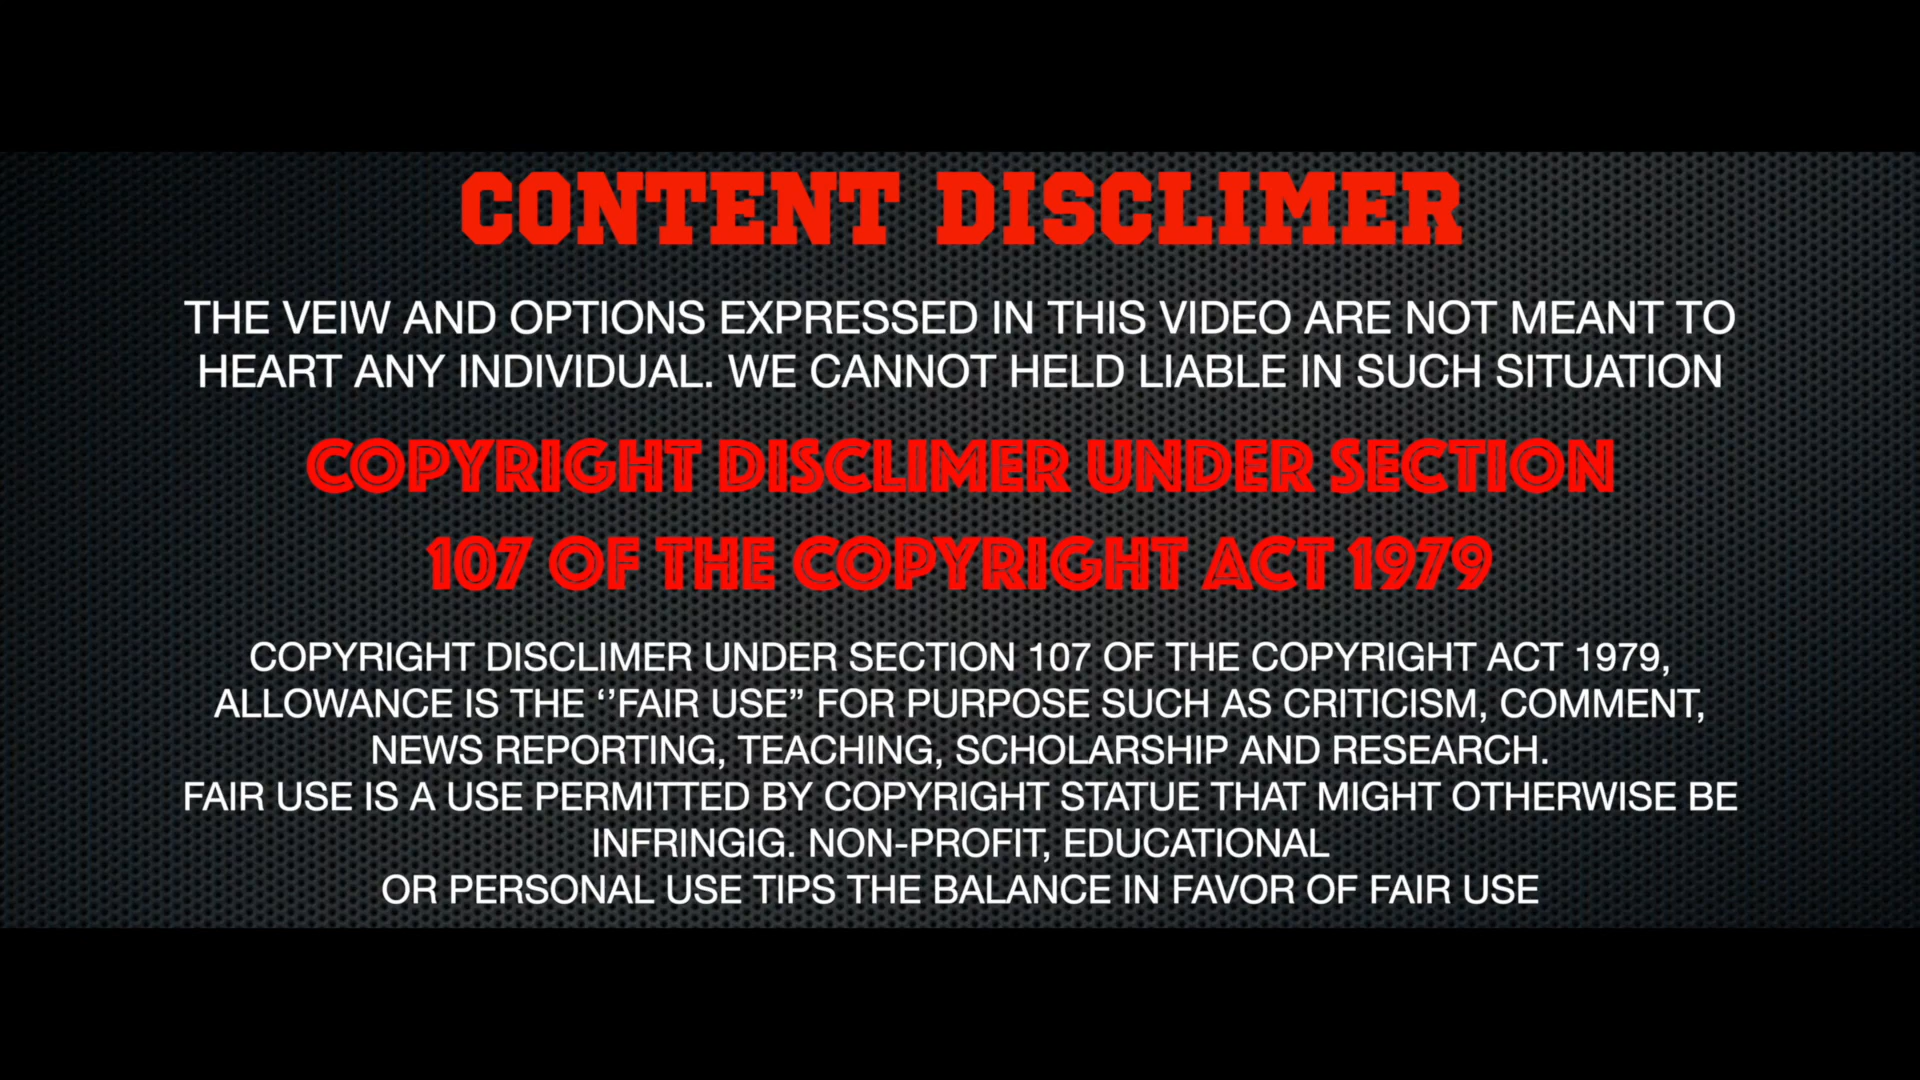 CONTENT DISCLIMER
THE VEIW AND OPTIONS EXPRESSED IN THIS VIDEO ARE NOT MEANT TO
HEART ANY INDIVIDUAL. WE CANNOT HELD LIABLE IN SUCH SITUATION
COPYRIGHT DISCLIMER UNDER SECTION
107 OF THE COPYRIGHT ACT 1979
COPYRIGHT DISCLIMER UNDER SECTION 107 OF THE COPYRIGHT ACT 1979,
ALLOWANCE IS THE ‘’FAIR USE” FOR PURPOSE SUCH AS CRITICISM, COMMENT,
NEWS REPORTING, TEACHING, SCHOLARSHIP AND RESEARCH.
FAIR USE IS A USE PERMITTED BY COPYRIGHT STATUE THAT MIGHT OTHERWISE BE
INFRINGIG. NON-PROFIT, EDUCATIONAL
OR PERSONAL USE TIPS THE BALANCE IN FAVOR OF FAIR USE